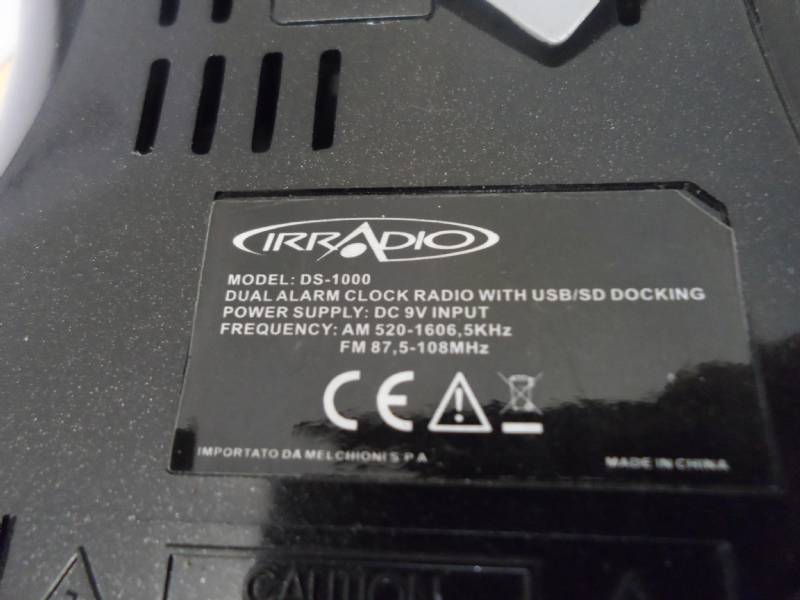 IRRADIO
MODEL: DS-1000
DUAL ALARM CLOCK RADIO WITH USB/SD DOCKING
POWER SUPPLY: DC 9V INPUT
FREQUENCY: AM 520-1606,5KHz
FM 87,5-108MHz
CE
IMPORTATO DA MELCHIONI S.P.A
MADE IN CHINA
CAUTION